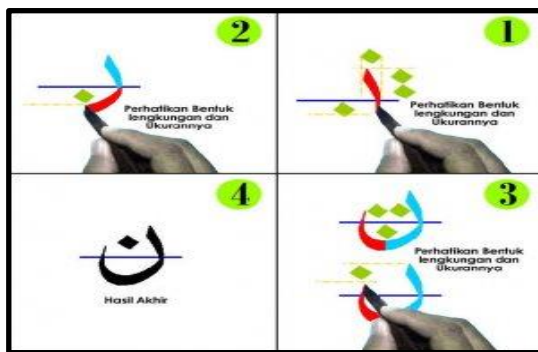 1
Perhatikan Bentuk
lengkungan dan
Ukurannya
2
Perhatikan Bentuk
lengkungan dan
Ukurannya
3
Perhatikan Bentuk
lengkungan dan
Ukurannya
4
ن
Hasil Akhir